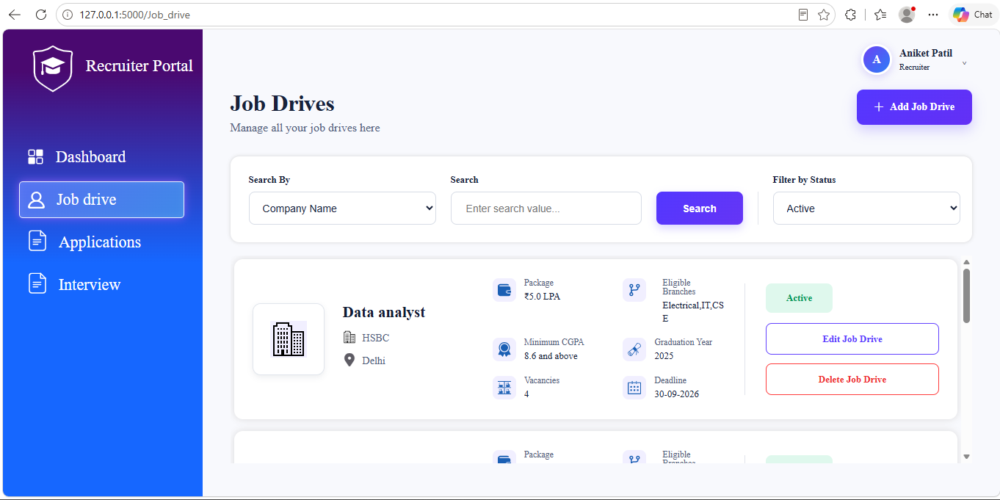 127.0.0.1:5000/Job_drive
Chat
Recruiter Portal
Dashboard
Job drive
Applications
Interview
A
Aniket Patil
Recruiter
Job Drives
Manage all your job drives here
+ Add Job Drive
Search By
Company Name
Search
Enter search value...
Search
Filter by Status
Active
Data analyst
HSBC
Delhi
Package
₹5.0 LPA
Eligible
Branches
Electrical,IT,CS
E
Minimum CGPA
8.6 and above
Graduation Year
2025
Vacancies
4
Deadline
30-09-2026
Active
Edit Job Drive
Delete Job Drive
Package
Eligible
Branches